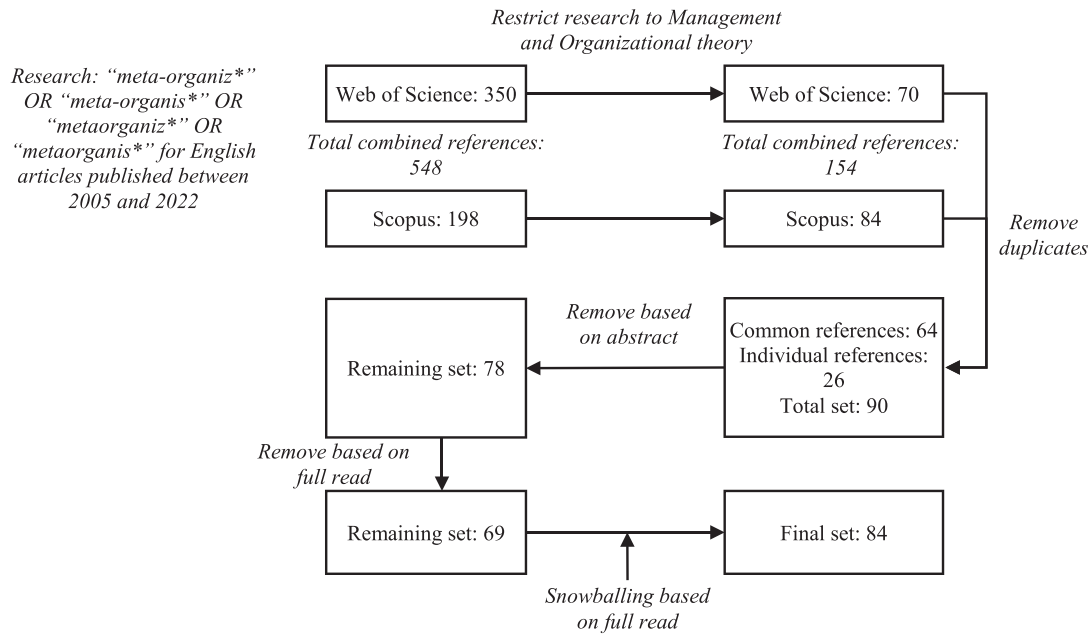 Restrict research to Management
and Organizational theory
Research: “meta-organiz*”
OR “meta-organis*” OR
“metaorganiz*” OR
“metaorganis*” for English
articles published between
2005 and 2022
Web of Science: 350
Web of Science: 70
Total combined references:
548
Total combined references:
154
Scopus: 198
Scopus: 84
Remove
duplicates
Common references: 64
Individual references:
26
Total set: 90
Remove based
on abstract
Remaining set: 78
Remove based on
full read
Remaining set: 69
Final set: 84
Snowballing based
on full read